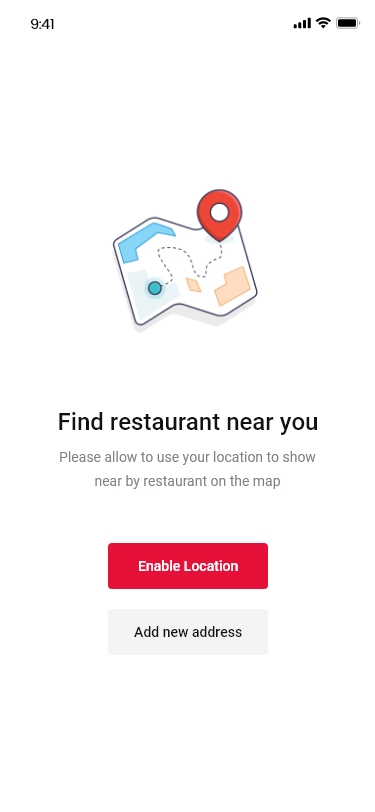 9:41
Find restaurant near you
Please allow to use your location to show
near by restaurant on the map
Enable Location
Add new address